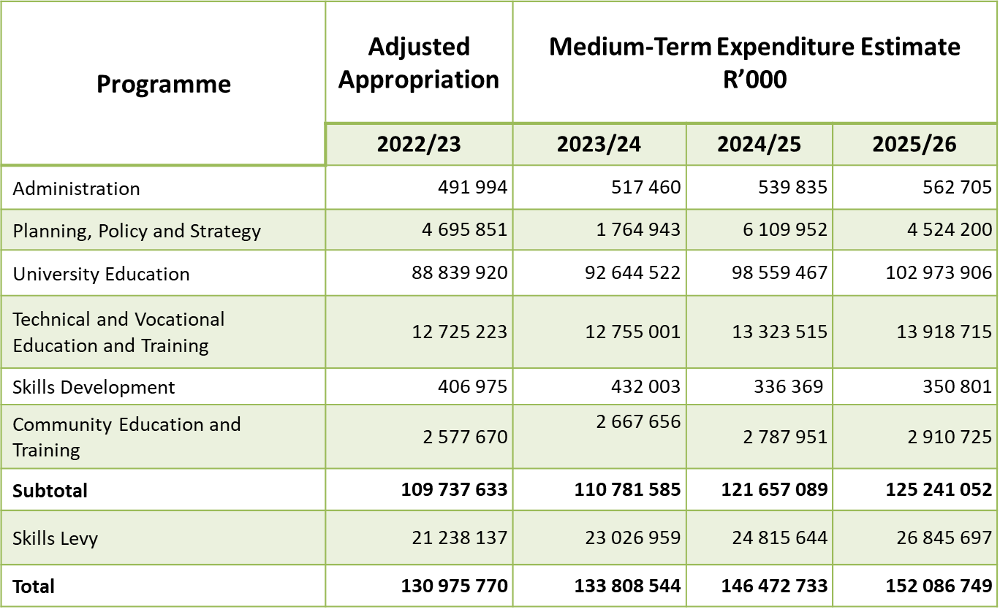 Programme
Adjusted
Appropriation
Medium-Term Expenditure Estimate
R’000
2022/23 2023/24 2024/25 2025/26
Administration 491 994 517 460 539 835 562 705
Planning, Policy and Strategy 4 695 851 1 764 943 6 109 952 4 524 200
University Education 88 839 920 92 644 522 98 559 467 102 973 906
Technical and Vocational
Education and Training 12 725 223 12 755 001 13 323 515 13 918 715
Skills Development 406 975 432 003 336 369 350 801
Community Education and
Training 2 577 670 2 667 656 2 787 951 2 910 725
Subtotal 109 737 633 110 781 585 121 657 089 125 241 052
Skills Levy 21 238 137 23 026 959 24 815 644 26 845 697
Total 130 975 770 133 808 544 146 472 733 152 086 749